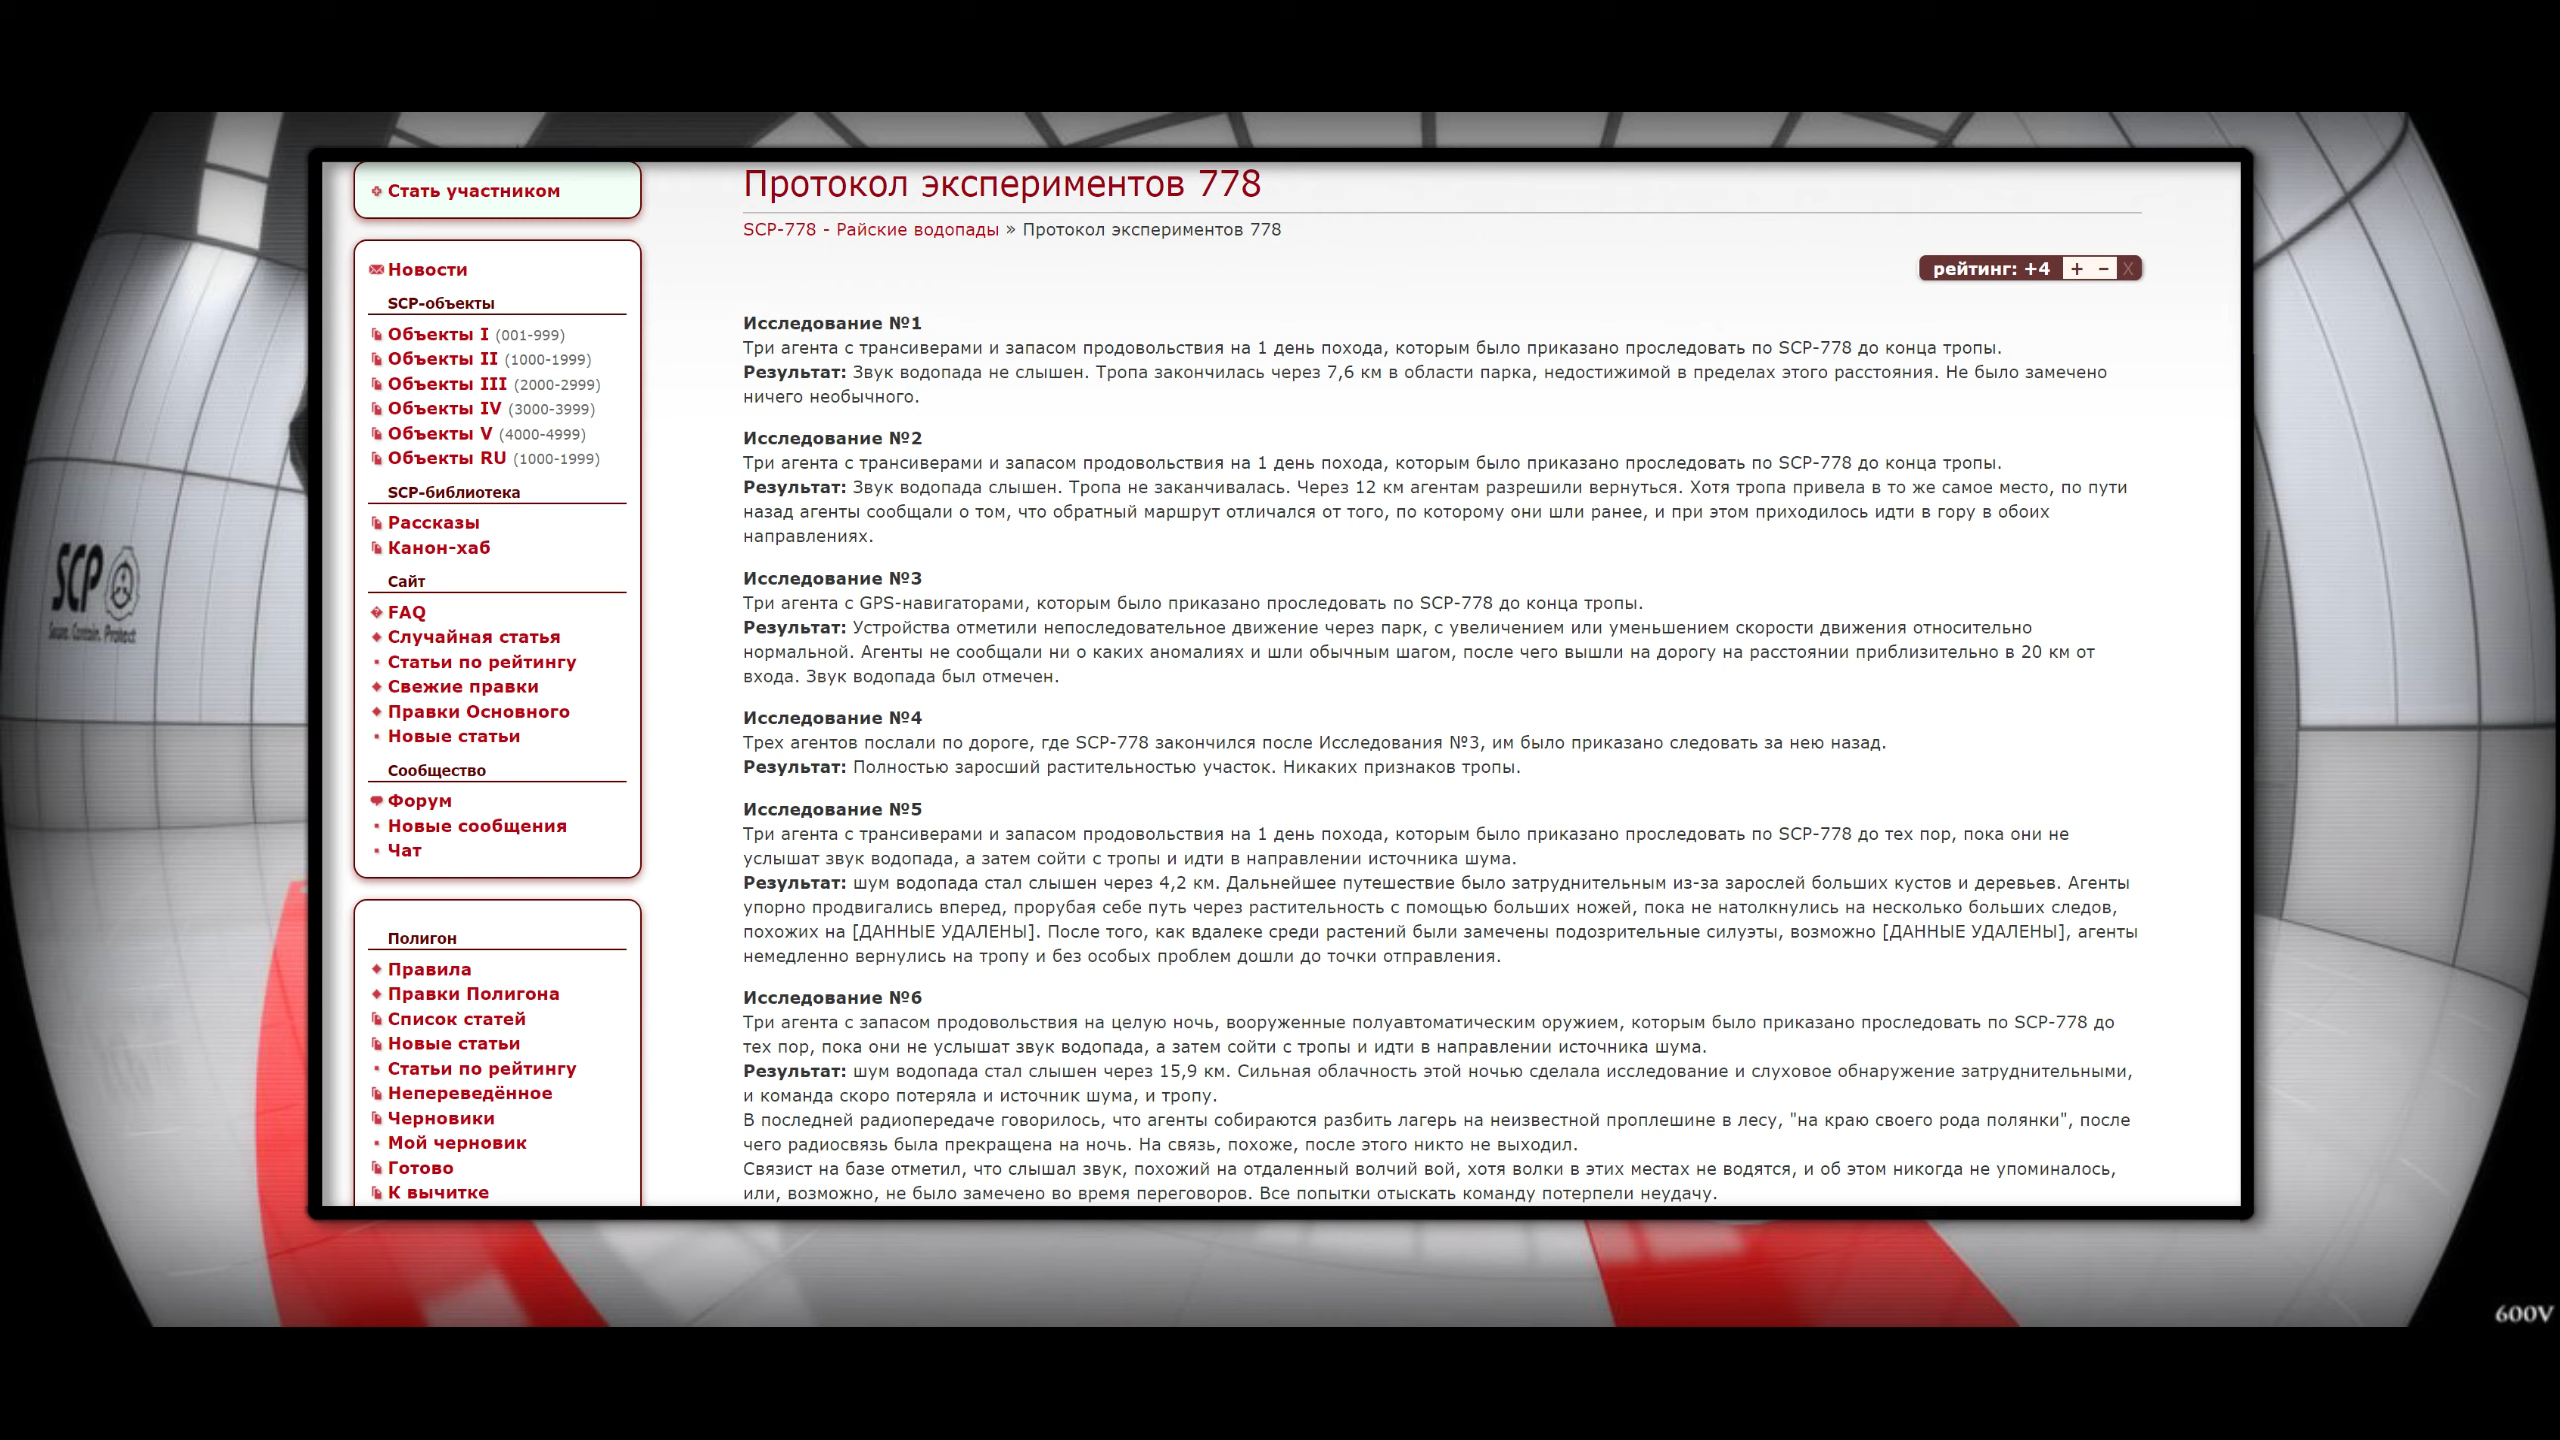 SCP
Secure. Contain. Protect
Стать участником
Новости
SCP-объекты
Объекты I (001-999)
Объекты II (1000-1999)
Объекты III (2000-2999)
Объекты IV (3000-3999)
Объекты V (4000-4999)
Объекты RU (1000-1999)
SCP-библиотека
Рассказы
Канон-хаб
Сайт
FAQ
Случайная статья
Статьи по рейтингу
Свежие правки
Правки Основного
Новые статьи
Сообщество
Форум
Новые сообщения
Чат
Полигон
Правила
Правки Полигона
Список статей
Новые статьи
Статьи по рейтингу
Непереведённое
Черновики
Мой черновик
Готово
К вычитке
Протокол экспериментов 778
SCP-778 - Райские водопады » Протокол экспериментов 778
рейтинг: +4 + − X
Исследование №1
Три агента с трансиверами и запасом продовольствия на 1 день похода, которым было приказано проследовать по SCP-778 до конца тропы.
Результат: Звук водопада не слышен. Тропа закончилась через 7,6 км в области парка, недостижимой в пределах этого расстояния. Не было замечено
ничего необычного.
Исследование №2
Три агента с трансиверами и запасом продовольствия на 1 день похода, которым было приказано проследовать по SCP-778 до конца тропы.
Результат: Звук водопада слышен. Тропа не заканчивалась. Через 12 км агентам разрешили вернуться. Хотя тропа привела в то же самое место, по пути
назад агенты сообщали о том, что обратный маршрут отличался от того, по которому они шли ранее, и при этом приходилось идти в гору в обоих
направлениях.
Исследование №3
Три агента с GPS-навигаторами, которым было приказано проследовать по SCP-778 до конца тропы.
Результат: Устройства отметили непоследовательное движение через парк, с увеличением или уменьшением скорости движения относительно
нормальной. Агенты не сообщали ни о каких аномалиях и шли обычным шагом, после чего вышли на дорогу на расстоянии приблизительно в 20 км от
входа. Звук водопада был отмечен.
Исследование №4
Трех агентов послали по дороге, где SCP-778 закончился после Исследования №3, им было приказано следовать за нею назад.
Результат: Полностью заросший растительностью участок. Никаких признаков тропы.
Исследование №5
Три агента с трансиверами и запасом продовольствия на 1 день похода, которым было приказано проследовать по SCP-778 до тех пор, пока они не
услышат звук водопада, а затем сойти с тропы и идти в направлении источника шума.
Результат: шум водопада стал слышен через 4,2 км. Дальнейшее путешествие было затруднительным из-за зарослей больших кустов и деревьев. Агенты
упорно продвигались вперед, прорубая себе путь через растительность с помощью больших ножей, пока не натолкнулись на несколько больших следов,
похожих на [ДАННЫЕ УДАЛЕНЫ]. После того, как вдалеке среди растений были замечены подозрительные силуэты, возможно [ДАННЫЕ УДАЛЕНЫ], агенты
немедленно вернулись на тропу и без особых проблем дошли до точки отправления.
Исследование №6
Три агента с запасом продовольствия на целую ночь, вооруженные полуавтоматическим оружием, которым было приказано проследовать по SCP-778 до
тех пор, пока они не услышат звук водопада, а затем сойти с тропы и идти в направлении источника шума.
Результат: шум водопада стал слышен через 15,9 км. Сильная облачность этой ночью сделала исследование и слуховое обнаружение затруднительными,
и команда скоро потеряла и источник шума, и тропу.
В последней радиопередаче говорилось, что агенты собираются разбить лагерь на неизвестной проплешине в лесу, "на краю своего рода полянки", после
чего радиосвязь была прекращена на ночь. На связь, похоже, после этого никто не выходил.
Связист на базе отметил, что слышал звук, похожий на отдаленный волчий вой, хотя волки в этих местах не водятся, и об этом никогда не упоминалось,
или, возможно, не было замечено во время переговоров. Все попытки отыскать команду потерпели неудачу.
600V